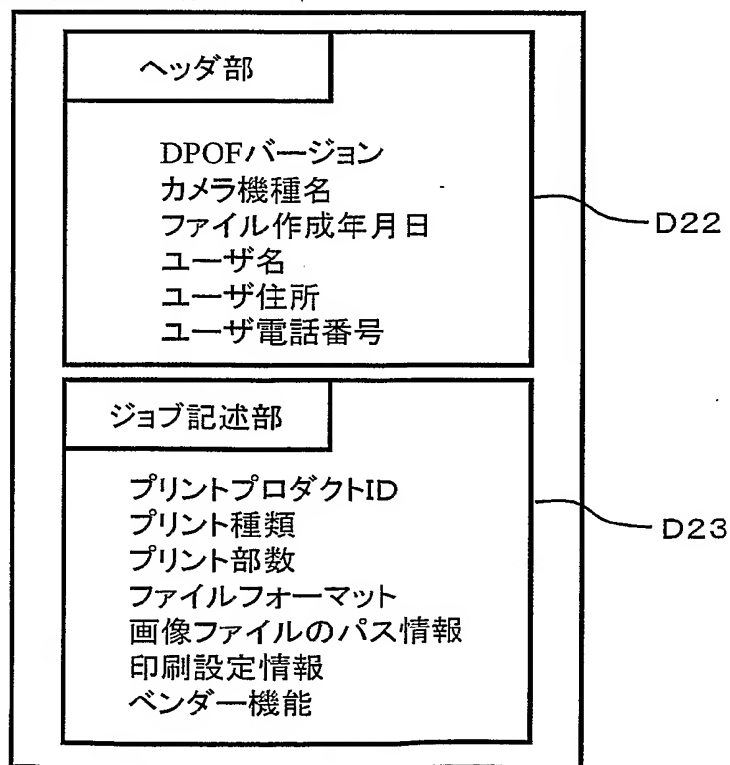 ヘッダ部
DPOFバージョン
カメラ機種名
ファイル作成年月日
ユーザ名
ユーザ住所
ユーザ電話番号
D22
ジョブ記述部
プリントプロダクトID
プリント種類
プリント部数
ファイルフォーマット
画像ファイルのパス情報
印刷設定情報
ベンダー機能
D23